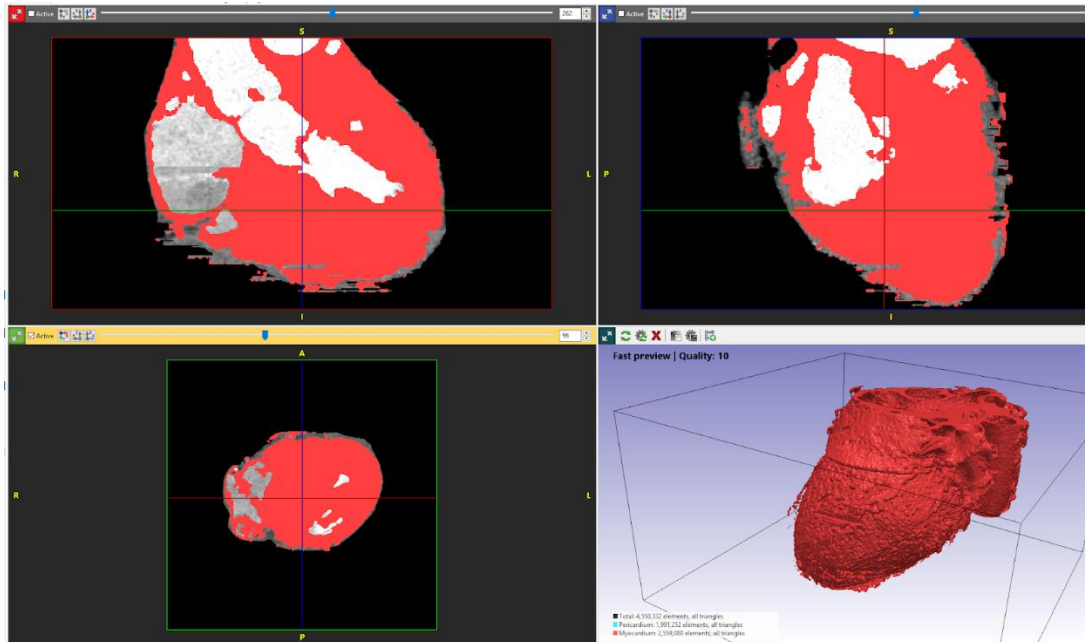 Active
262
S
R
L
I
Active
S
P
I
Active
96
A
R
L
P
Fast preview | Quality: 10
Total: 4,550,332 elements, all triangles
Pericardium: 1,991,252 elements, all triangles
Myocardium: 2,559,080 elements, all triangles